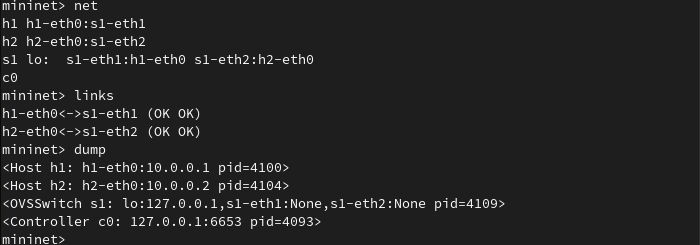 mininet> net
h1 h1-eth0:s1-eth1
h2 h2-eth0:s1-eth2
s1 lo:  s1-eth1:h1-eth0 s1-eth2:h2-eth0
c0
mininet> links
h1-eth0<->s1-eth1 (OK OK)
h2-eth0<->s1-eth2 (OK OK)
mininet> dump
<Host h1: h1-eth0:10.0.0.1 pid=4100>
<Host h2: h2-eth0:10.0.0.2 pid=4104>
<OVSSwitch s1: lo:127.0.0.1,s1-eth1:None,s1-eth2:None pid=4109>
<Controller c0: 127.0.0.1:6653 pid=4093>
mininet>